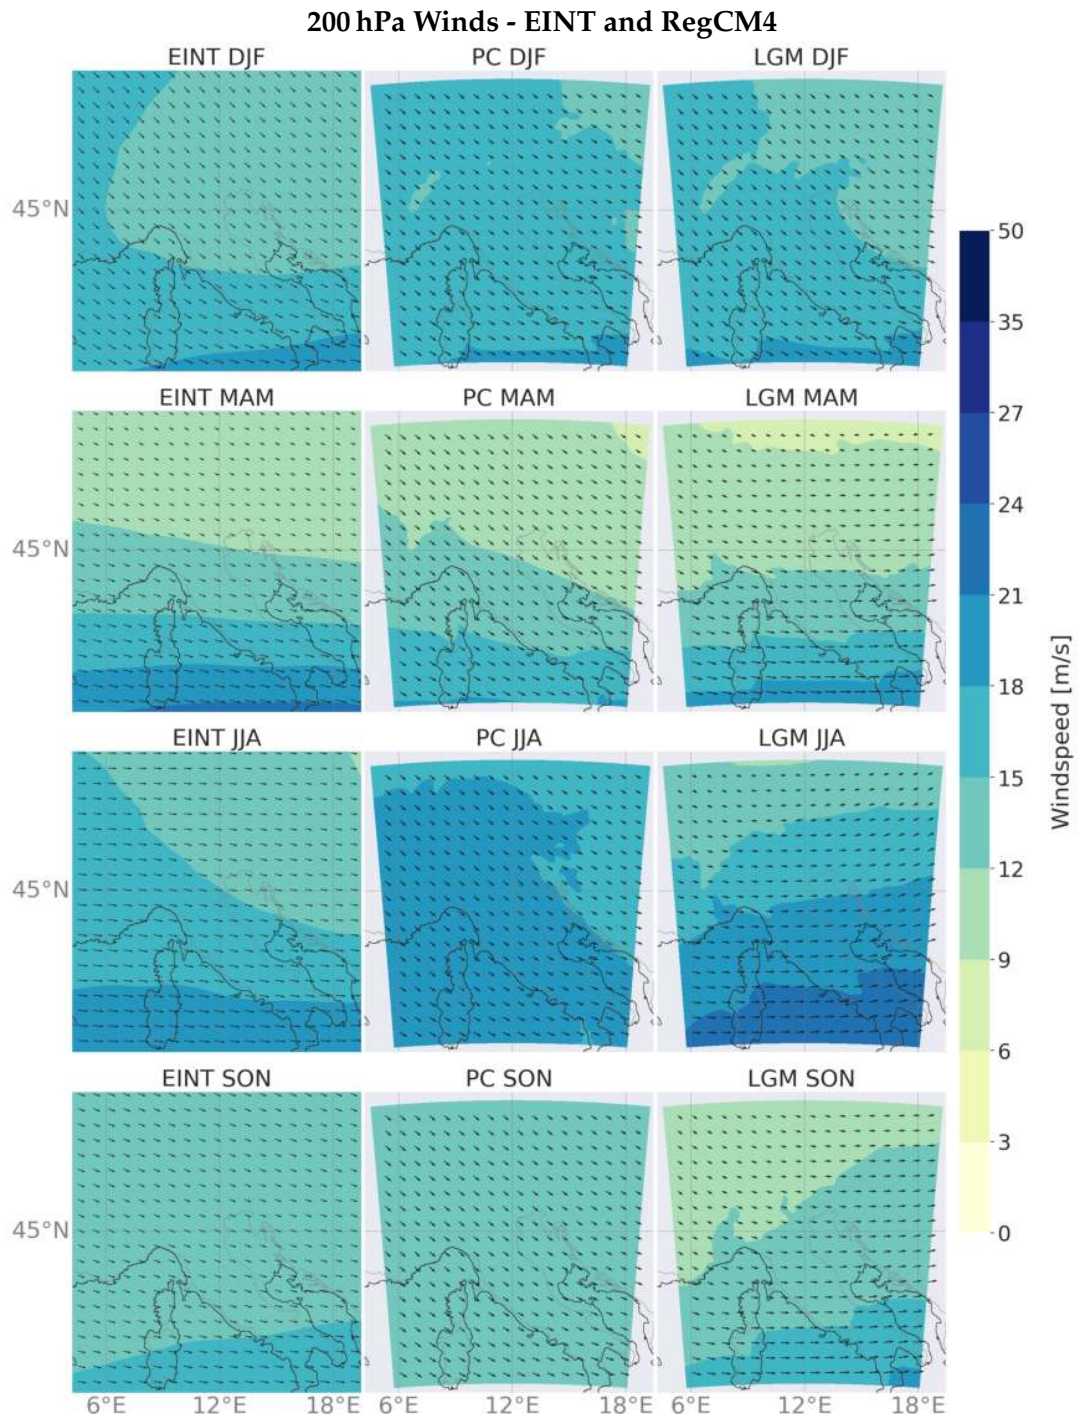 200 hPa Winds - EINT and RegCM4
EINT DJF
PC DJF
LGM DJF
45°N
EINT MAM
PC MAM
LGM MAM
45°N
EINT JJA
PC JJA
LGM JJA
45°N
EINT SON
PC SON
LGM SON
45°N
6°E
12°E
18°E
6°E
12°E
18°E
6°E
12°E
18°E
50
35
27
24
21
18
15
12
9
6
3
0
Windspeed [m/s]